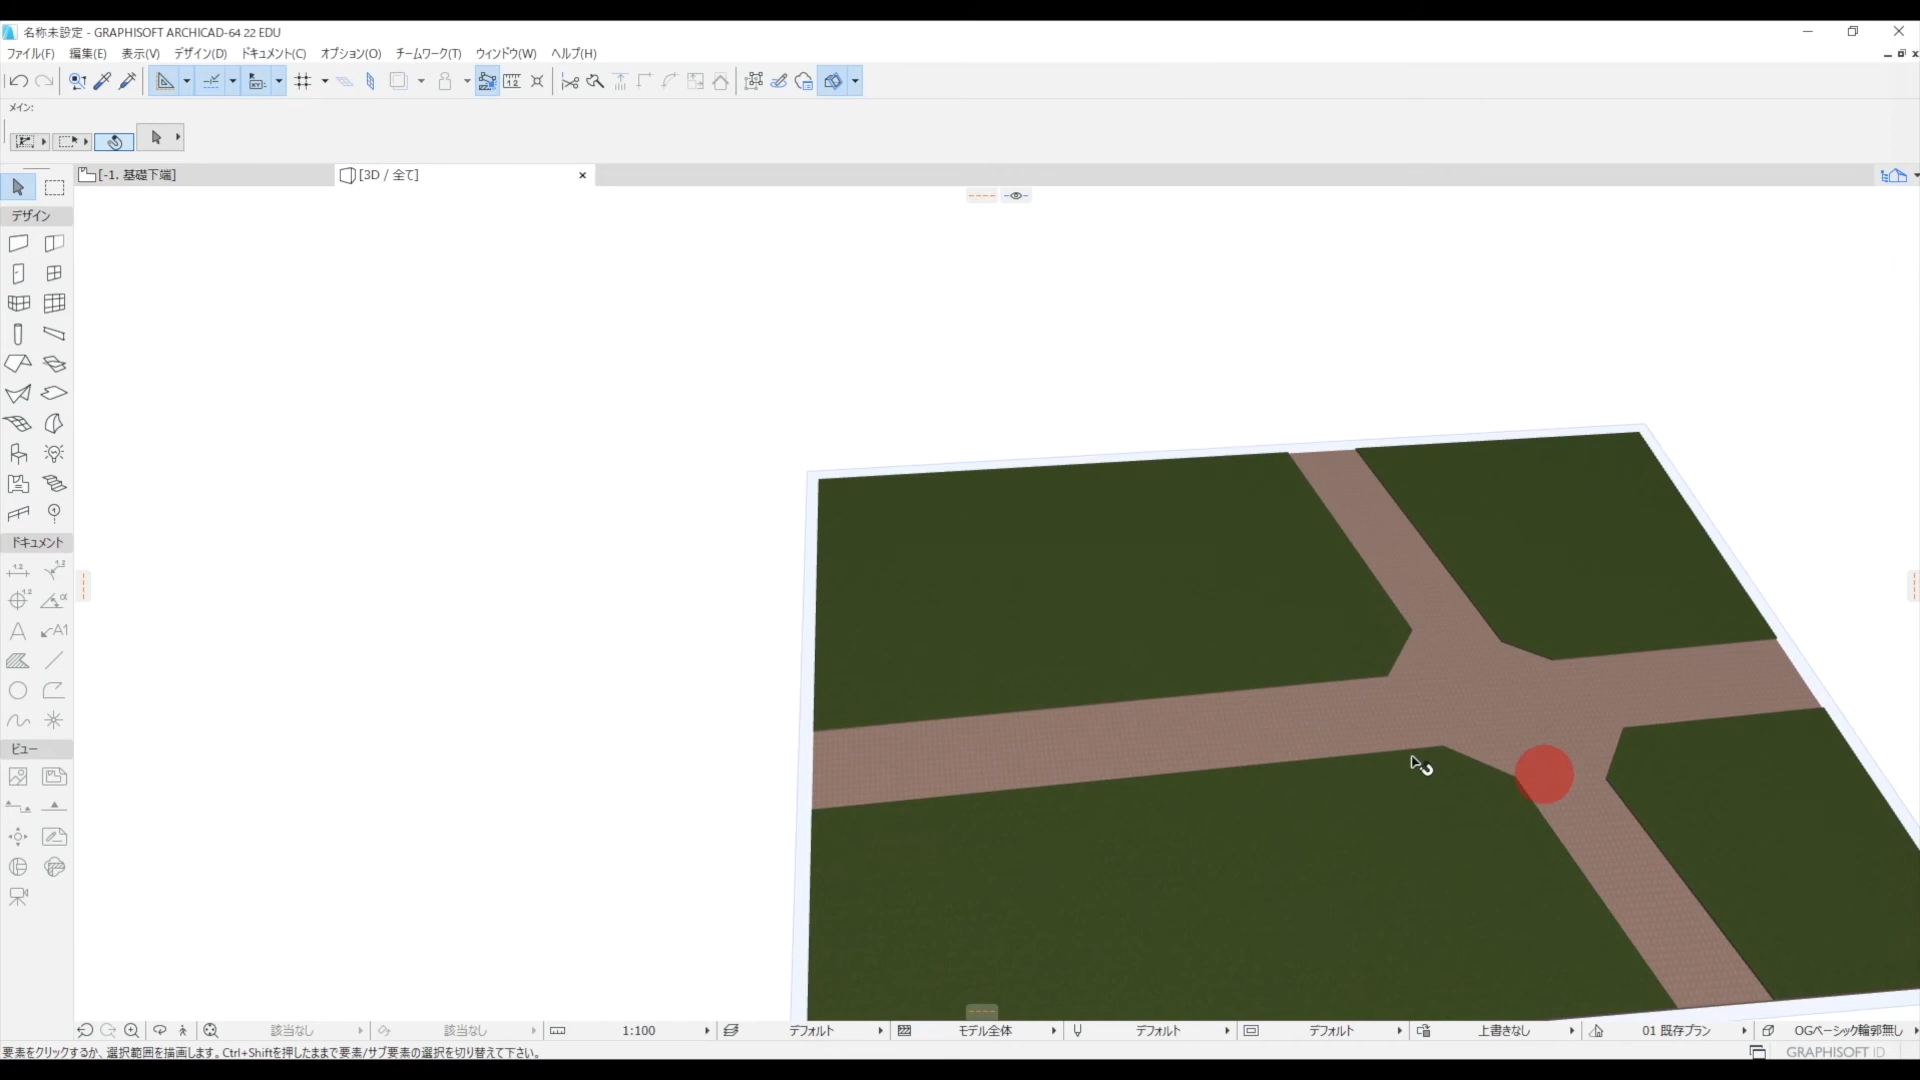 名称未設定 - GRAPHISOFT ARCHICAD-64 22 EDU
ファイル(F) 編集(E) 表示(V) デザイン(D) ドキュメント(C) オプション(O) チームワーク(T) ウィンドウ(W) ヘルプ(H)
メイン:
[-1. 基礎下端]
[3D / 全て]
デザイン
ドキュメント
A
A1
ビュー
該当なし 該当なし 1:100 デフォルト モデル全体 デフォルト デフォルト 上書きなし 01 既存プラン OGベーシック輪郭無し
要素をクリックするか、選択範囲を描画します。Ctrl+Shiftを押したままで要素/サブ要素の選択を切り替えて下さい。
GRAPHISOFT ID